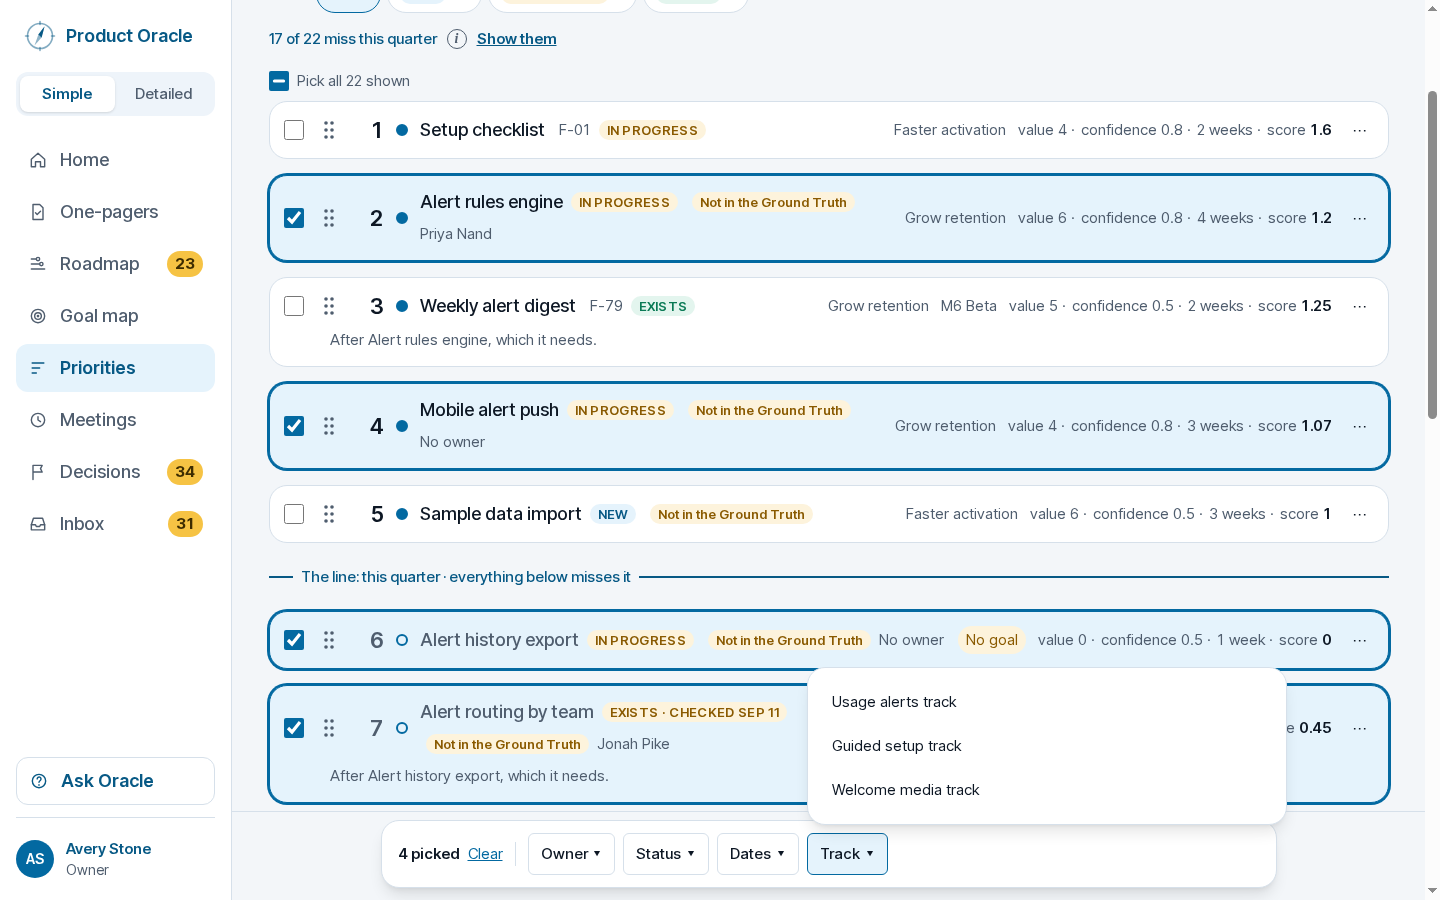 Product Oracle
Simple Detailed
Home
One-pagers
Roadmap 23
Goal map
Priorities
Meetings
Decisions 34
Inbox 31
Ask Oracle
AS Avery Stone
Owner
17 of 22 miss this quarter i Show them
Pick all 22 shown
1 Setup checklist F-01 IN PROGRESS Faster activation value 4 · confidence 0.8 · 2 weeks · score 1.6 ...
2 Alert rules engine IN PROGRESS Not in the Ground Truth
Priya Nand
Grow retention value 6 · confidence 0.8 · 4 weeks · score 1.2 ...
3 Weekly alert digest F-79 EXISTS Grow retention M6 Beta value 5 · confidence 0.5 · 2 weeks · score 1.25 ...
After Alert rules engine, which it needs.
4 Mobile alert push IN PROGRESS Not in the Ground Truth
No owner
Grow retention value 4 · confidence 0.8 · 3 weeks · score 1.07 ...
5 Sample data import NEW Not in the Ground Truth Faster activation value 6 · confidence 0.5 · 3 weeks · score 1 ...
The line: this quarter · everything below misses it
6 Alert history export IN PROGRESS Not in the Ground Truth No owner No goal value 0 · confidence 0.5 · 1 week · score 0 ...
7 Alert routing by team EXISTS · CHECKED SEP 11
Not in the Ground Truth Jonah Pike
0.45 ...
After Alert history export, which it needs.
Usage alerts track
Guided setup track
Welcome media track
4 picked Clear Owner ▾ Status ▾ Dates ▾ Track ▾